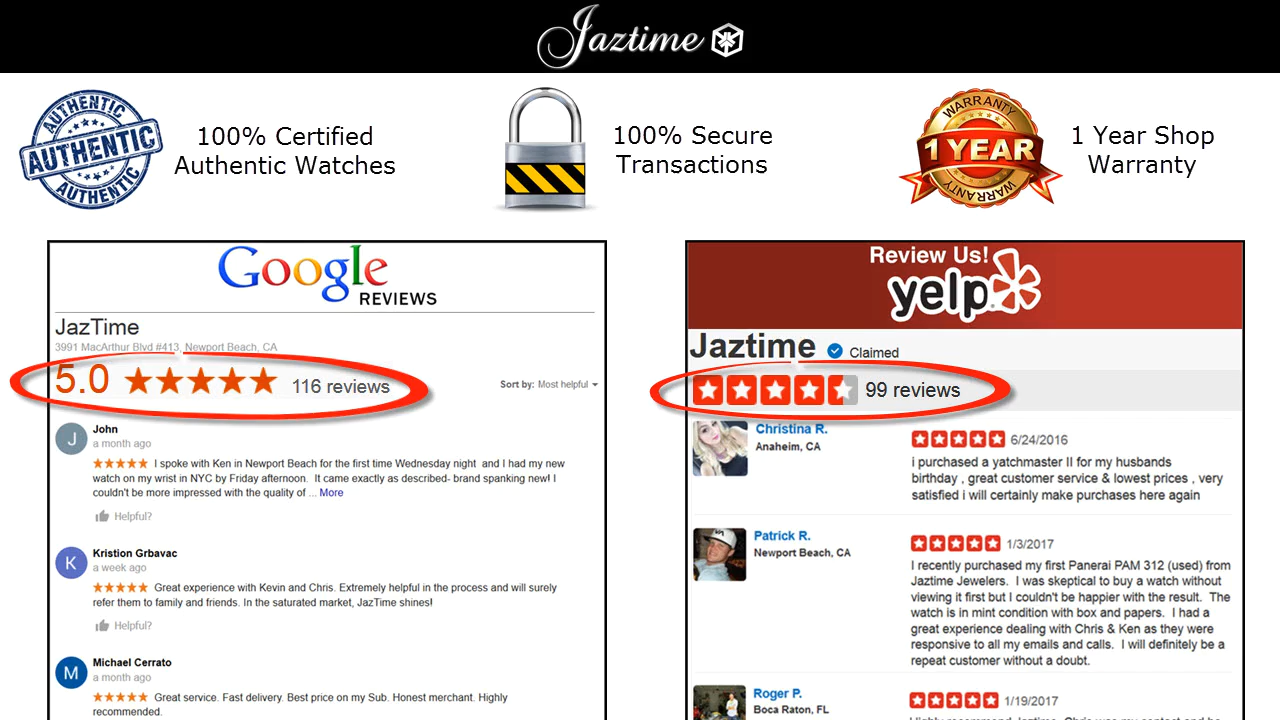 Jaztime
AUTHENTIC
AUTHENTIC
AUTHENTIC
100% Certified
Authentic Watches
100% Secure
Transactions
WARRANTY
1 YEAR
WARRANTY
1 Year Shop
Warranty
Google
REVIEWS
JazTime
3991 MacArthur Blvd #413, Newport Beach, CA
5.0 116 reviews
Sort by: Most helpful
J
John
a month ago
I spoke with Ken in Newport Beach for the first time Wednesday night and I had my new
watch on my wrist in NYC by Friday afternoon. It came exactly as described- brand spanking new! I
couldn't be more impressed with the quality of ... More
Helpful?
K
Kristion Grbavac
a week ago
Great experience with Kevin and Chris. Extremely helpful in the process and will surely
refer them to family and friends. In the saturated market, JazTime shines!
Helpful?
M
Michael Cerrato
a month ago
Great service. Fast delivery. Best price on my Sub. Honest merchant. Highly
recommended.
Review Us!
yelp
Jaztime Claimed
99 reviews
Christina R.
Anaheim, CA
6/24/2016
i purchased a yatchmaster II for my husbands
birthday , great customer service & lowest prices , very
satisfied i will certainly make purchases here again
Patrick R.
Newport Beach, CA
1/3/2017
I recently purchased my first Panerai PAM 312 (used) from
Jaztime Jewelers. I was skeptical to buy a watch without
viewing it first but I couldn't be happier with the result. The
watch is in mint condition with box and papers. I had a
great experience dealing with Chris & Ken as they were
responsive to all my emails and calls. I will definitely be a
repeat customer without a doubt.
Roger P.
Boca Raton, FL
1/19/2017